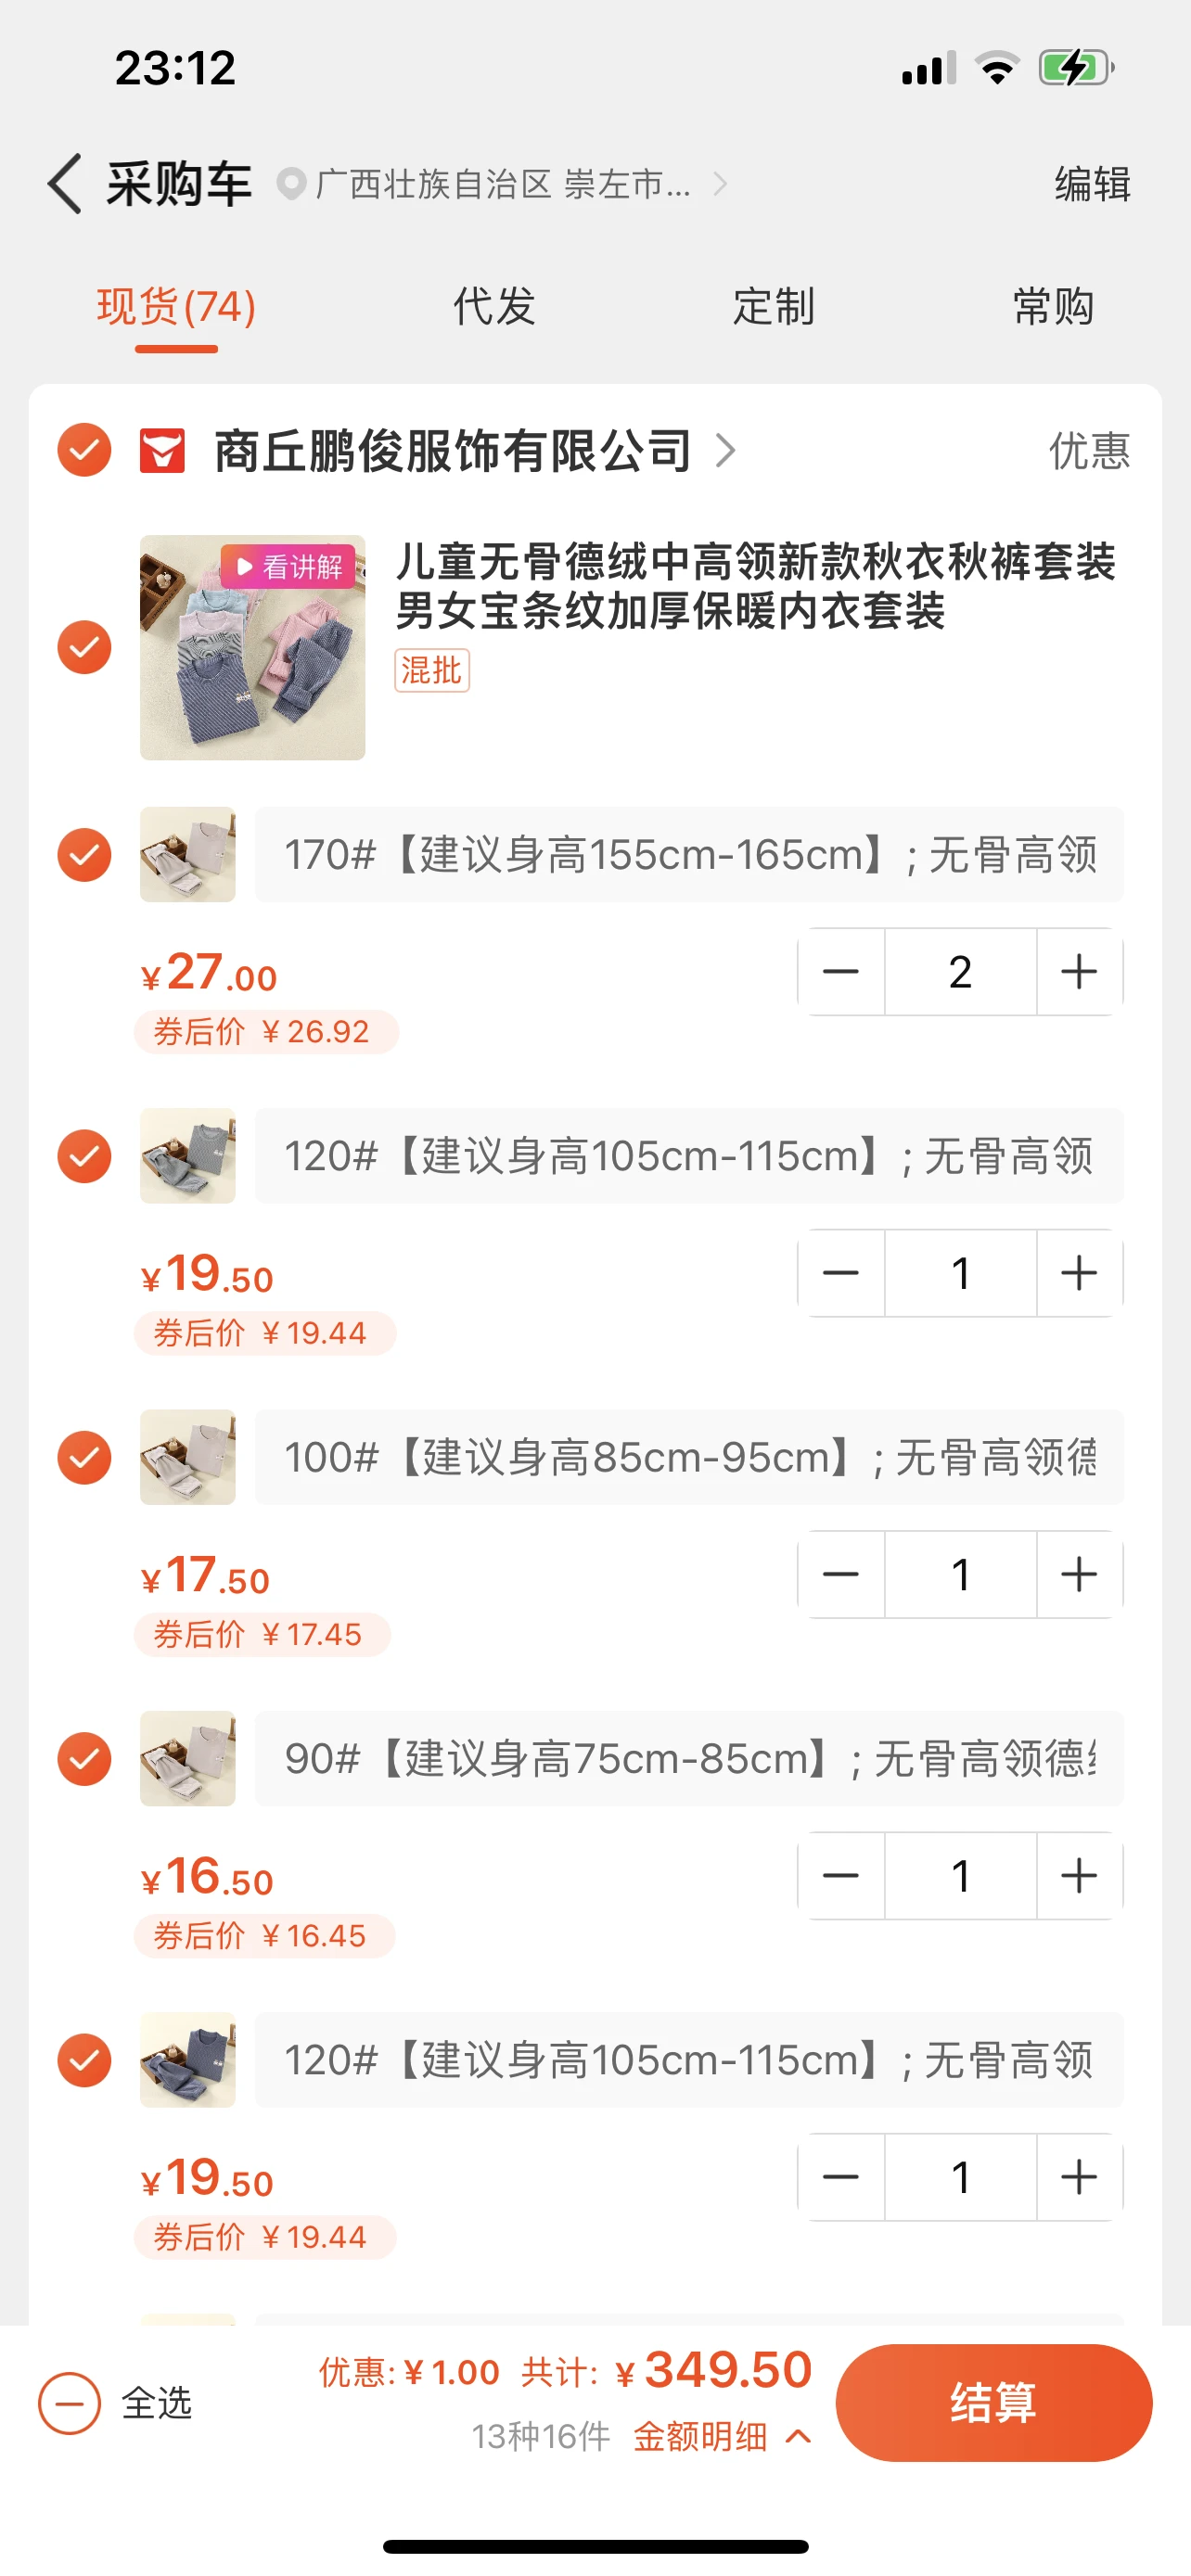 23:12
采购车 广西壮族自治区 崇左市... 编辑
现货(74) 代发 定制 常购
商丘鹏俊服饰有限公司 优惠
看讲解
儿童无骨德绒中高领新款秋衣秋裤套装
男女宝条纹加厚保暖内衣套装
混批
170#【建议身高155cm-165cm】; 无骨高领
¥27.00
2
券后价 ¥26.92
120#【建议身高105cm-115cm】; 无骨高领
¥19.50
1
券后价 ¥19.44
100#【建议身高85cm-95cm】; 无骨高领德
¥17.50
1
券后价 ¥17.45
90#【建议身高75cm-85cm】; 无骨高领德
¥16.50
1
券后价 ¥16.45
120#【建议身高105cm-115cm】; 无骨高领
¥19.50
1
券后价 ¥19.44
优惠:¥1.00 共计: ¥349.50
全选
13种16件 金额明细
结算